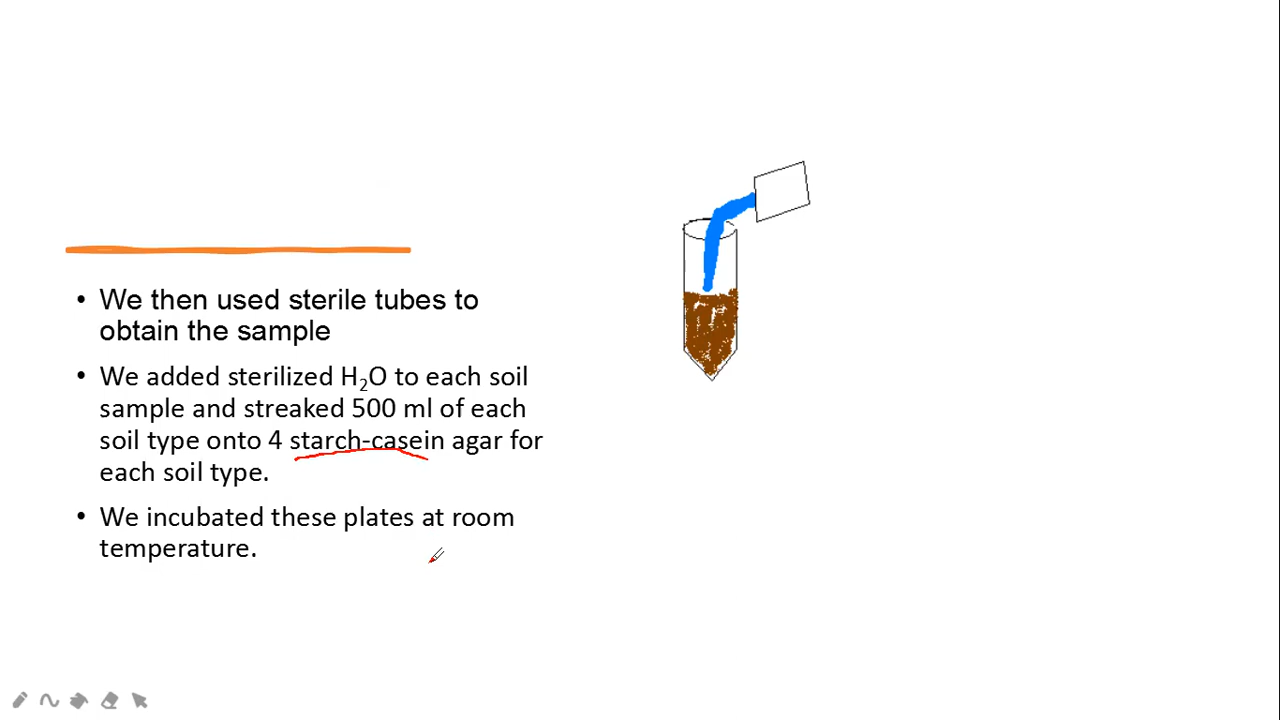 • We then used sterile tubes to
obtain the sample
• We added sterilized H₂O to each soil
sample and streaked 500 ml of each
soil type onto 4 starch-casein agar for
each soil type.
• We incubated these plates at room
temperature.